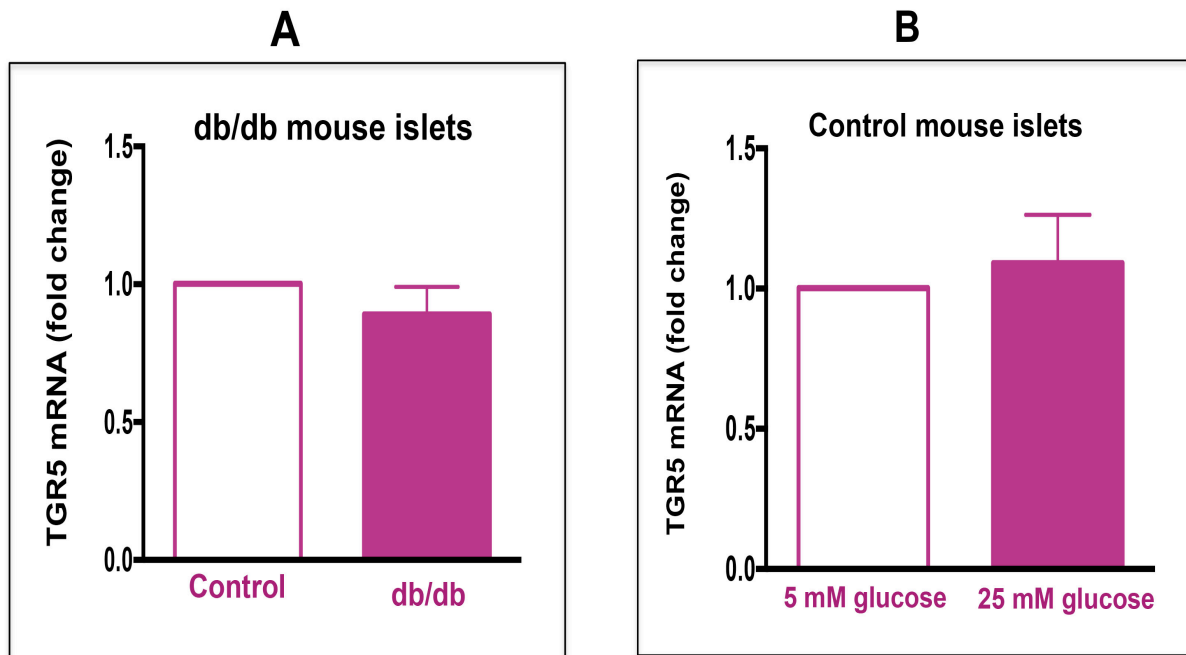 A
db/db mouse islets
TGR5 mRNA (fold change)
1.5
1.0
0.5
0.0
Control db/db
B
Control mouse islets
TGR5 mRNA (fold change)
1.5
1.0
0.5
0.0
5 mM glucose 25 mM glucose